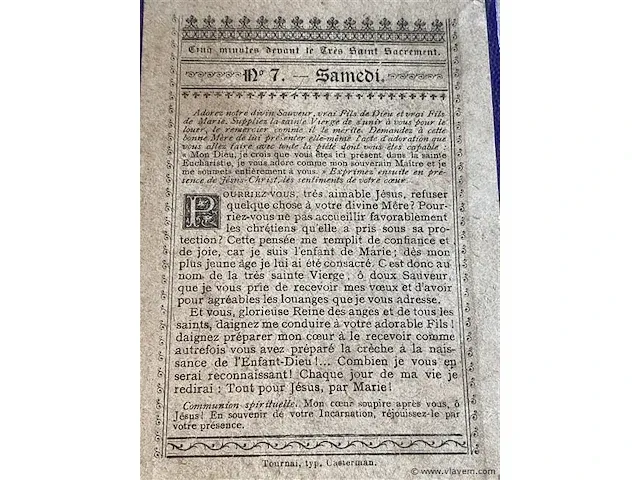 Cinq minutes devant le Très Saint Sacrement.
Nº 7. — Samedi.
Adorez notre divin Sauveur, vrai Fils de Dieu et vrai Fils
de Marie. Suppliez la sainte Vierge de s'unir à vous pour le
louer, le remercier comme il le mérite. Demandez à cette
bonne Mère de lui présenter elle-même l'acte d'adoration que
vous allez faire avec toute la piété dont vous êtes capable :
« Mon Dieu, je crois que vous êtes ici présent dans la sainte
Eucharistie, je vous adore comme mon souverain Maître et je
me soumets entièrement à vous. » Exprimez ensuite en pré-
sence de Jésus-Christ, les sentiments de votre cœur.
POURRIEZ-VOUS, très aimable Jésus, refuser
quelque chose à votre divine Mère? Pour-
riez-vous ne pas accueillir favorablement
les chrétiens qu'elle a pris sous sa pro-
tection? Cette pensée me remplit de confiance et
de joie, car je suis l'enfant de Marie; dès mon
plus jeune âge je lui ai été consacré. C'est donc au
nom de la très sainte Vierge, ô doux Sauveur,
que je vous prie de recevoir mes vœux et d'avoir
pour agréables les louanges que je vous adresse.
Et vous, glorieuse Reine des anges et de tous les
saints, daignez me conduire à votre adorable Fils!
daignez préparer mon cœur à le recevoir comme
autrefois vous avez préparé la crèche à la nais-
sance de l'Enfant-Dieu!... Combien je vous en
serai reconnaissant! Chaque jour de ma vie je
redirai : Tout pour Jésus, par Marie!
Communion spirituelle. Mon cœur soupire après vous, ô
Jésus! En souvenir de votre Incarnation, réjouissez-le par
votre présence.
Tournai, typ. Casterman.
© www.vlavem.com